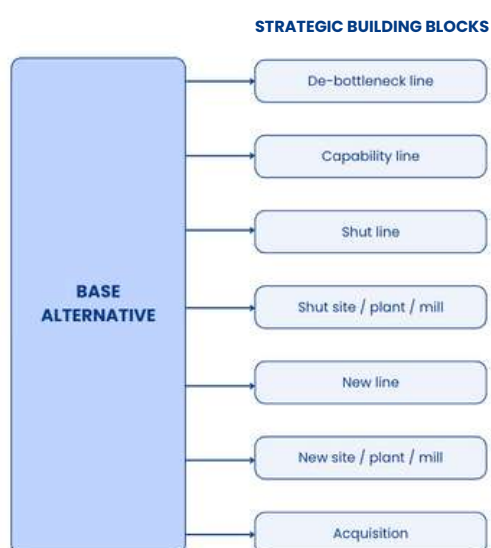 STRATEGIC BUILDING BLOCKS
De-bottleneck line
Capability line
Shut line
BASE
ALTERNATIVE
Shut site / plant / mill
New line
New site / plant / mill
Acquisition